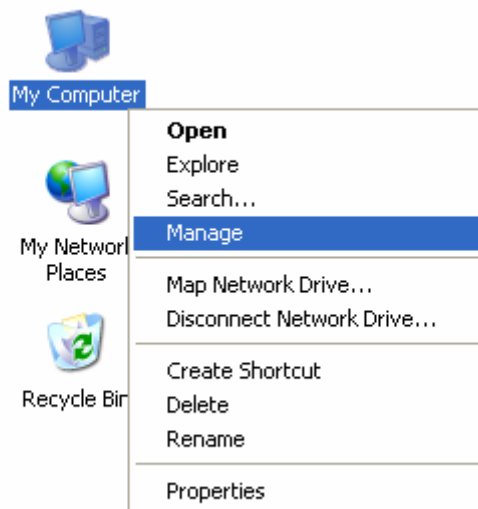 My Computer
Open
Explore
Search...
Manage
My Network
Places
Map Network Drive...
Disconnect Network Drive...
Recycle Bin
Create Shortcut
Delete
Rename
Properties